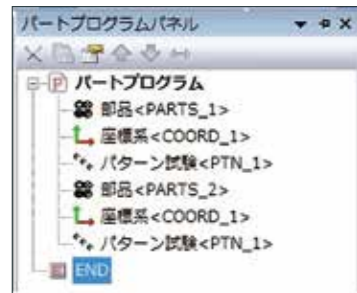 パートプログラムパネル
パートプログラム
部品<PARTS_1>
座標系<COORD_1>
パターン試験<PTN_1>
部品<PARTS_2>
座標系<COORD_1>
パターン試験<PTN_1>
END